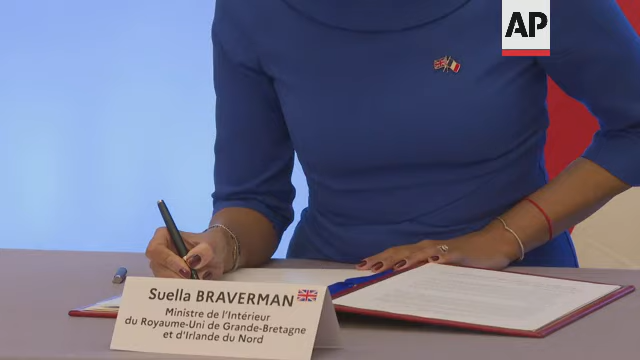 AP
Suella BRAVERMAN
Ministre de l'Intérieur
du Royaume-Uni de Grande-Bretagne
et d'Irlande du Nord